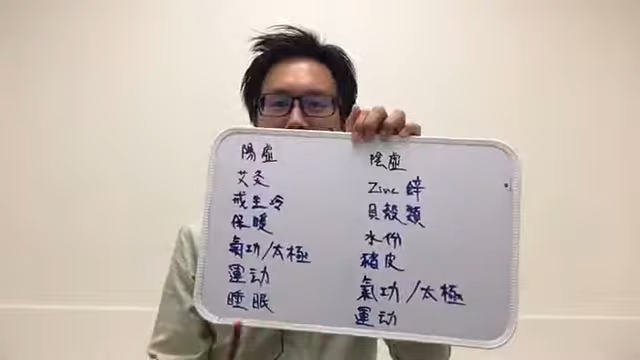 陽虛
艾灸
戒生冷
保暖
氣功/太極
運动
睡眠
陰虛
Zinc 鋅
貝殼類
水份
豬皮
氣功/太極
運动